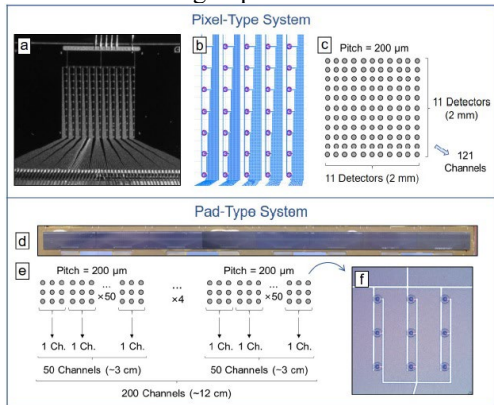 Pixel-Type System
a
b
c
Pitch = 200 µm
11 Detectors
(2 mm)
121
Channels
11 Detectors (2 mm)
Pad-Type System
d
e
Pitch = 200 µm
Pitch = 200 µm
f
...
×50
...
×4
...
×50
1 Ch. 1 Ch. 1 Ch. 1 Ch. 1 Ch. 1 Ch.
50 Channels (~3 cm) 50 Channels (~3 cm)
200 Channels (~12 cm)